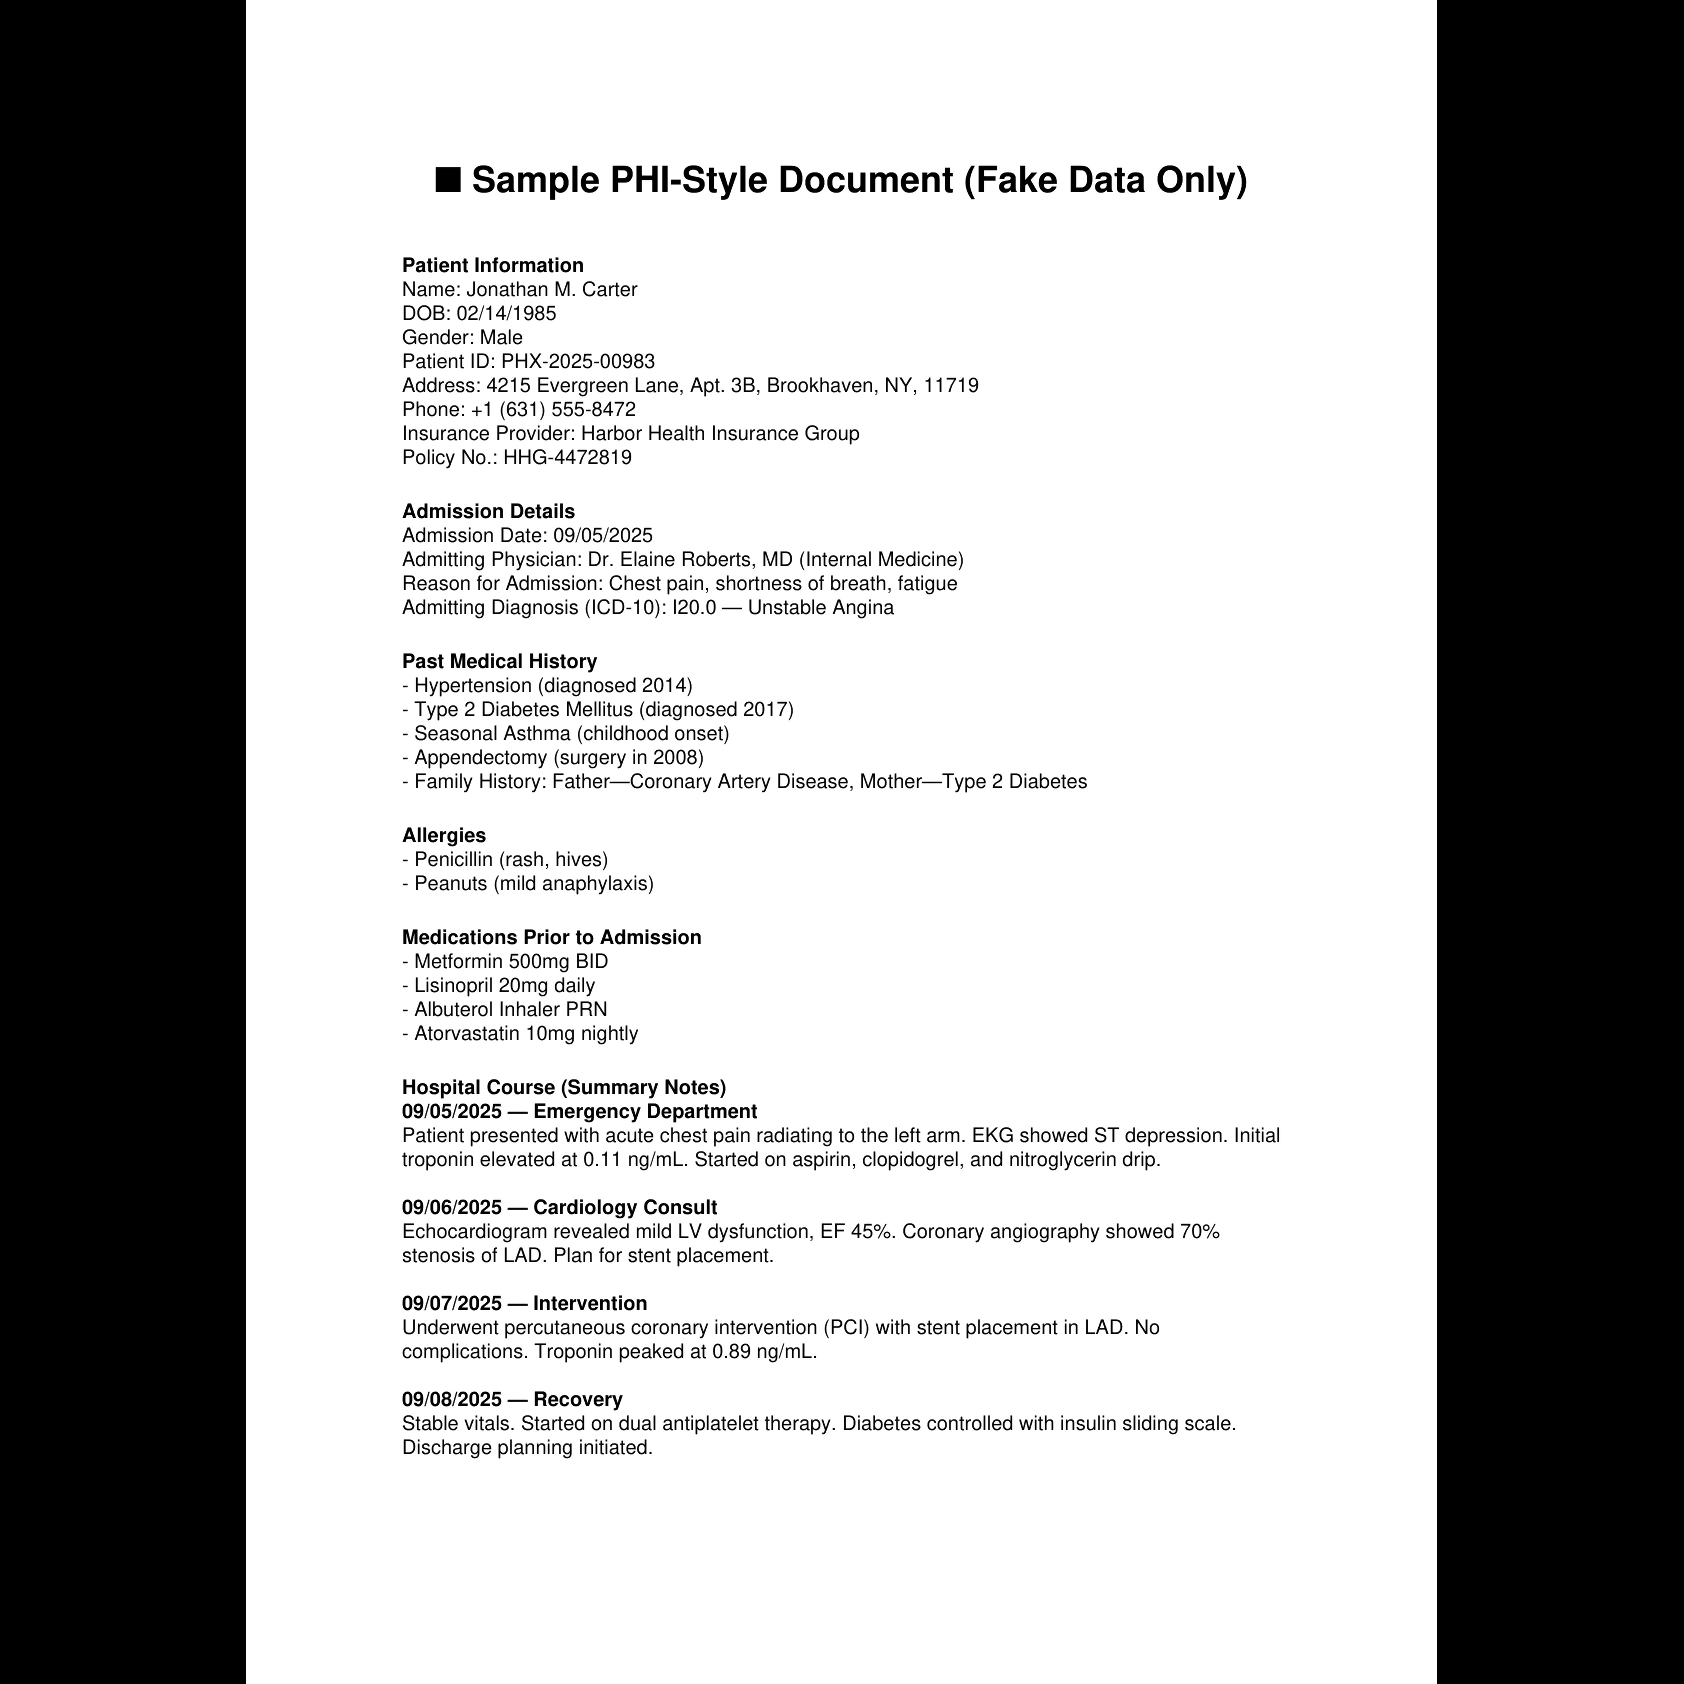 ■ Sample PHI-Style Document (Fake Data Only)
Patient Information
Name: Jonathan M. Carter
DOB: 02/14/1985
Gender: Male
Patient ID: PHX-2025-00983
Address: 4215 Evergreen Lane, Apt. 3B, Brookhaven, NY, 11719
Phone: +1 (631) 555-8472
Insurance Provider: Harbor Health Insurance Group
Policy No.: HHG-4472819
Admission Details
Admission Date: 09/05/2025
Admitting Physician: Dr. Elaine Roberts, MD (Internal Medicine)
Reason for Admission: Chest pain, shortness of breath, fatigue
Admitting Diagnosis (ICD-10): I20.0 — Unstable Angina
Past Medical History
- Hypertension (diagnosed 2014)
- Type 2 Diabetes Mellitus (diagnosed 2017)
- Seasonal Asthma (childhood onset)
- Appendectomy (surgery in 2008)
- Family History: Father—Coronary Artery Disease, Mother—Type 2 Diabetes
Allergies
- Penicillin (rash, hives)
- Peanuts (mild anaphylaxis)
Medications Prior to Admission
- Metformin 500mg BID
- Lisinopril 20mg daily
- Albuterol Inhaler PRN
- Atorvastatin 10mg nightly
Hospital Course (Summary Notes)
09/05/2025 — Emergency Department
Patient presented with acute chest pain radiating to the left arm. EKG showed ST depression. Initial
troponin elevated at 0.11 ng/mL. Started on aspirin, clopidogrel, and nitroglycerin drip.
09/06/2025 — Cardiology Consult
Echocardiogram revealed mild LV dysfunction, EF 45%. Coronary angiography showed 70%
stenosis of LAD. Plan for stent placement.
09/07/2025 — Intervention
Underwent percutaneous coronary intervention (PCI) with stent placement in LAD. No
complications. Troponin peaked at 0.89 ng/mL.
09/08/2025 — Recovery
Stable vitals. Started on dual antiplatelet therapy. Diabetes controlled with insulin sliding scale.
Discharge planning initiated.